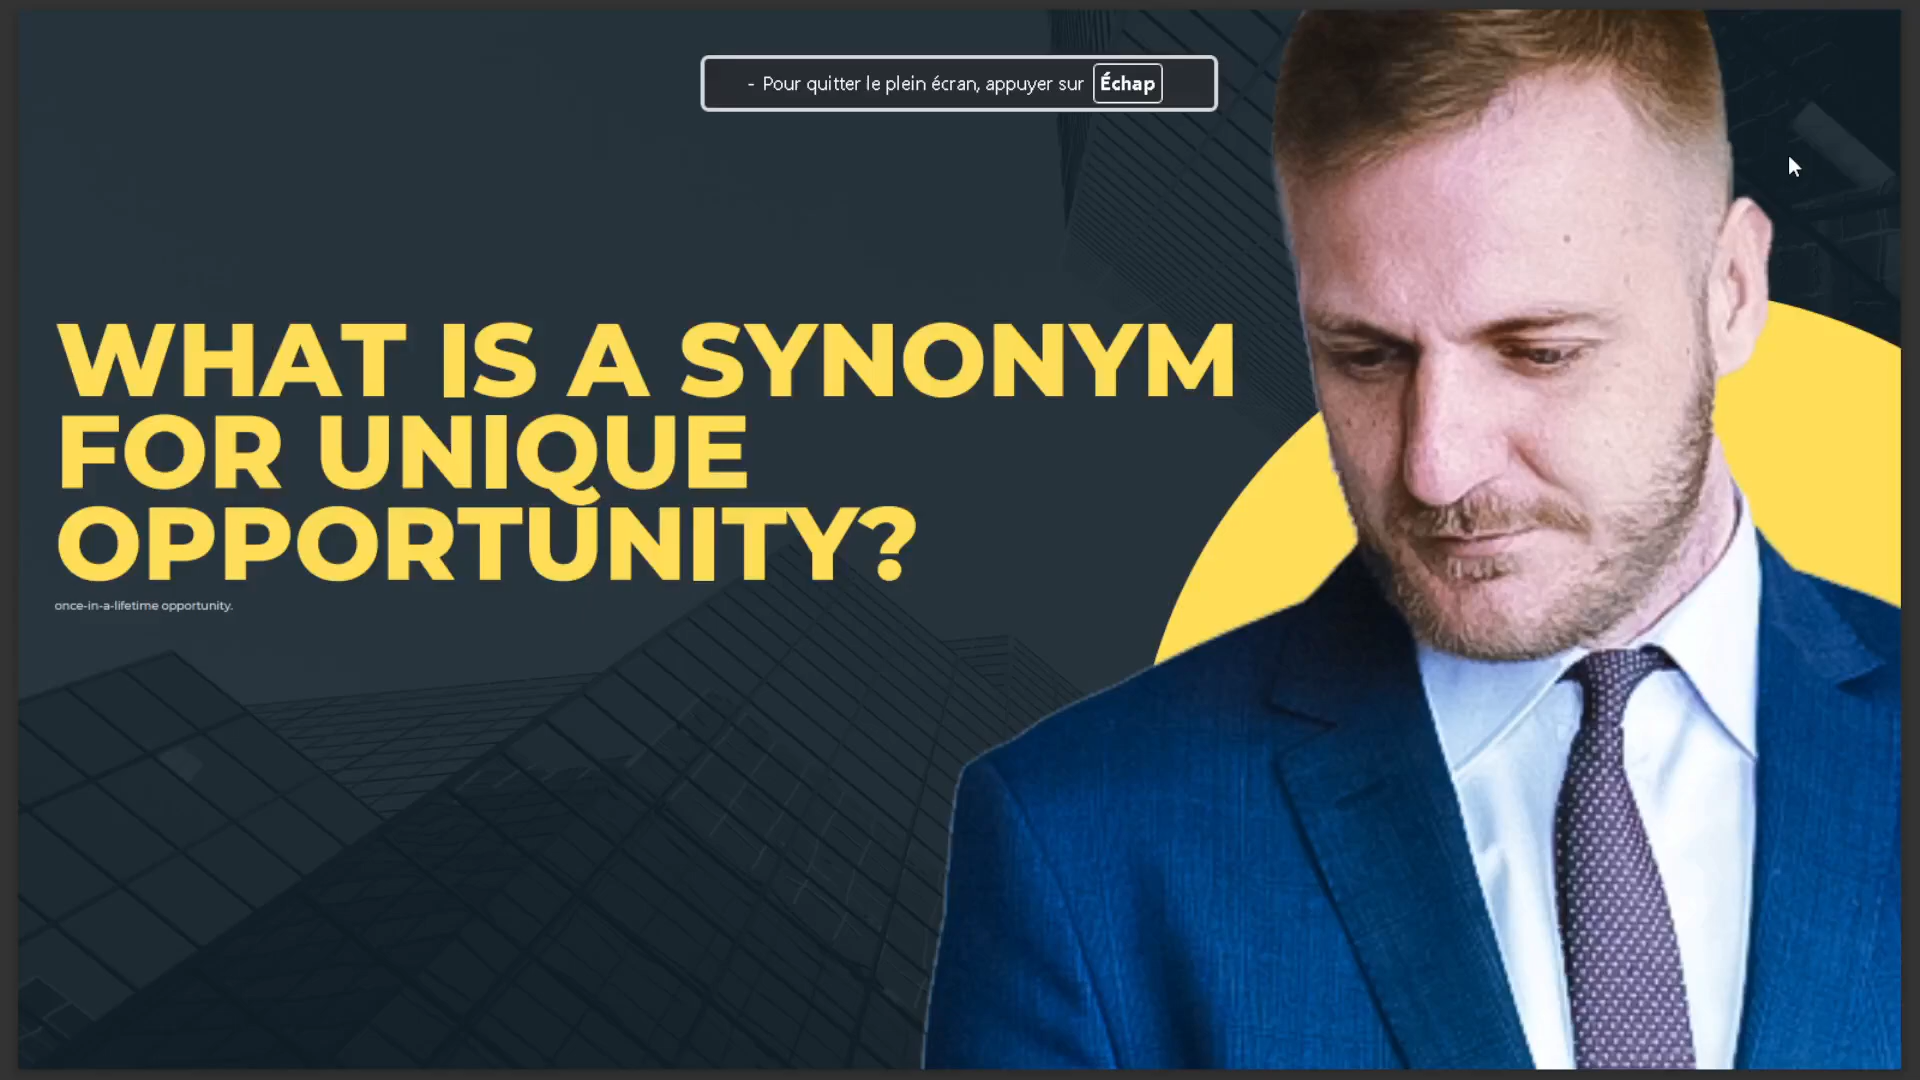 - Pour quitter le plein écran, appuyer sur Échap
WHAT IS A SYNONYM
FOR UNIQUE
OPPORTUNITY?
once-in-a-lifetime opportunity.